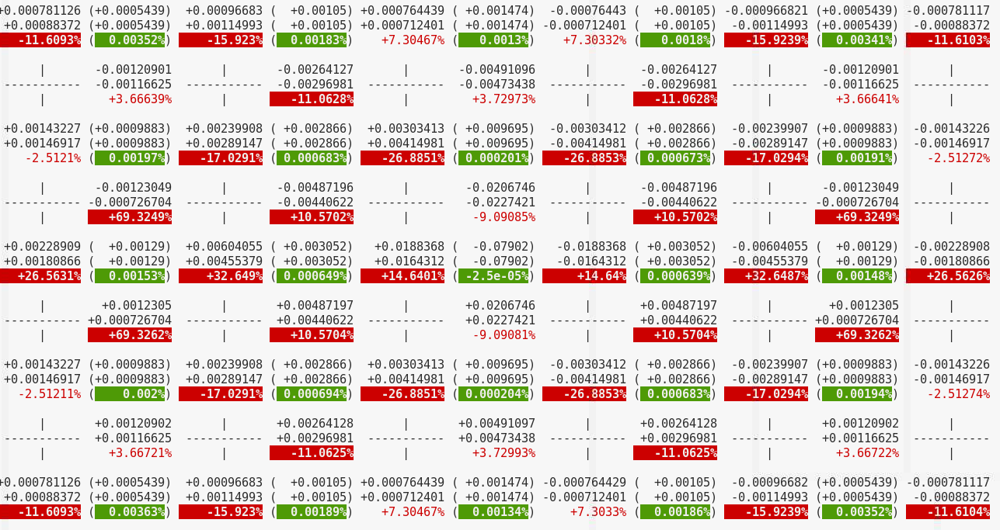 +0.000781126 (+0.0005439) +0.00096683 ( +0.00105) +0.000764439 ( +0.001474) -0.00076443 ( +0.00105) -0.000966821 (+0.0005439) -0.000781117
+0.00088372 (+0.0005439) +0.00114993 ( +0.00105) +0.000712401 ( +0.001474) -0.000712401 ( +0.00105) -0.00114993 (+0.0005439) -0.00088372
-11.6093% ( 0.00352%) -15.923% ( 0.00183%) +7.30467% ( 0.0013%) +7.30332% ( 0.0018%) -15.9239% ( 0.00341%) -11.6103%
| -0.00120901 | -0.00264127 | -0.00491096 | -0.00264127 | -0.00120901 |
----------- -0.00116625 ----------- -0.00296981 ----------- -0.00473438 ----------- -0.00296981 ----------- -0.00116625 -----------
| +3.66639% | -11.0628% | +3.72973% | -11.0628% | +3.66641% |
+0.00143227 (+0.0009883) +0.00239908 ( +0.002866) +0.00303413 ( +0.009695) -0.00303412 ( +0.002866) -0.00239907 (+0.0009883) -0.00143226
+0.00146917 (+0.0009883) +0.00289147 ( +0.002866) +0.00414981 ( +0.009695) -0.00414981 ( +0.002866) -0.00289147 (+0.0009883) -0.00146917
-2.5121% ( 0.00197%) -17.0291% ( 0.000683%) -26.8851% ( 0.000201%) -26.8853% ( 0.000673%) -17.0294% ( 0.00191%) -2.51272%
| -0.00123049 | -0.00487196 | -0.0206746 | -0.00487196 | -0.00123049 |
----------- -0.000726704 ----------- -0.00440622 ----------- -0.0227421 ----------- -0.00440622 ----------- -0.000726704 -----------
| +69.3249% | +10.5702% | -9.09085% | +10.5702% | +69.3249% |
+0.00228909 ( +0.00129) +0.00604055 ( +0.003052) +0.0188368 ( -0.07902) -0.0188368 ( +0.003052) -0.00604055 ( +0.00129) -0.00228908
+0.00180866 ( +0.00129) +0.00455379 ( +0.003052) +0.0164312 ( -0.07902) -0.0164312 ( +0.003052) -0.00455379 ( +0.00129) -0.00180866
+26.5631% ( 0.00153%) +32.649% ( 0.000649%) +14.6401% (-2.5e-05%) +14.64% ( 0.000639%) +32.6487% ( 0.00148%) +26.5626%
| +0.0012305 | +0.00487197 | +0.0206746 | +0.00487197 | +0.0012305 |
----------- +0.000726704 ----------- +0.00440622 ----------- +0.0227421 ----------- +0.00440622 ----------- +0.000726704 -----------
| +69.3262% | +10.5704% | -9.09081% | +10.5704% | +69.3262% |
+0.00143227 (+0.0009883) +0.00239908 ( +0.002866) +0.00303413 ( +0.009695) -0.00303412 ( +0.002866) -0.00239907 (+0.0009883) -0.00143226
+0.00146917 (+0.0009883) +0.00289147 ( +0.002866) +0.00414981 ( +0.009695) -0.00414981 ( +0.002866) -0.00289147 (+0.0009883) -0.00146917
-2.51211% ( 0.002%) -17.0291% ( 0.000694%) -26.8851% ( 0.000204%) -26.8853% ( 0.000683%) -17.0294% ( 0.00194%) -2.51274%
| +0.00120902 | +0.00264128 | +0.00491097 | +0.00264128 | +0.00120902 |
----------- +0.00116625 ----------- +0.00296981 ----------- +0.00473438 ----------- +0.00296981 ----------- +0.00116625 -----------
| +3.66721% | -11.0625% | +3.72993% | -11.0625% | +3.66722% |
+0.000781126 (+0.0005439) +0.00096683 ( +0.00105) +0.000764439 ( +0.001474) -0.000764429 ( +0.00105) -0.00096682 (+0.0005439) -0.000781117
+0.00088372 (+0.0005439) +0.00114993 ( +0.00105) +0.000712401 ( +0.001474) -0.000712401 ( +0.00105) -0.00114993 (+0.0005439) -0.00088372
-11.6093% ( 0.00363%) -15.923% ( 0.00189%) +7.30467% ( 0.00134%) +7.3033% ( 0.00186%) -15.9239% ( 0.00352%) -11.6104%